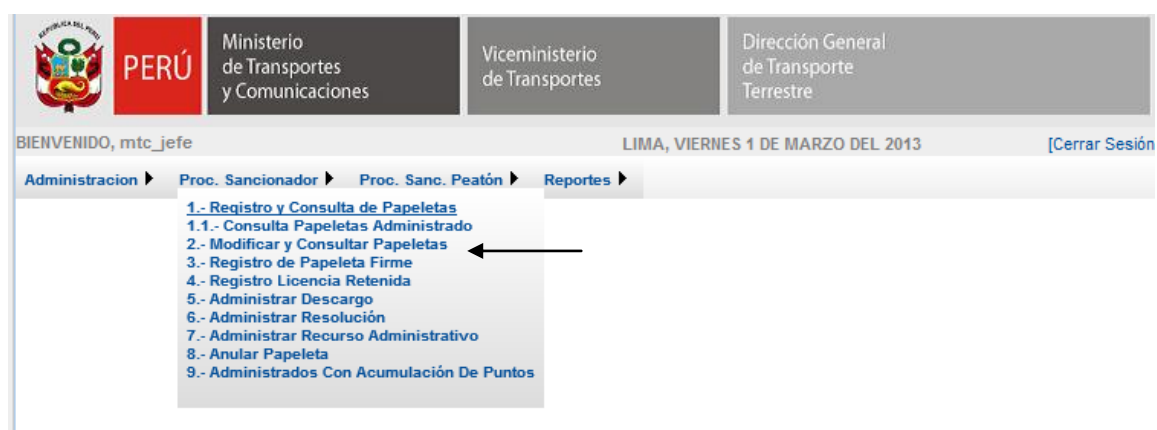 REPUBLICA DEL PERU
PERÚ
Ministerio
de Transportes
y Comunicaciones
Viceministerio
de Transportes
Dirección General
de Transporte
Terrestre
BIENVENIDO, mtc_jefe
LIMA, VIERNES 1 DE MARZO DEL 2013
[Cerrar Sesión
Administracion
Proc. Sancionador
Proc. Sanc. Peatón
Reportes
1.- Registro y Consulta de Papeletas
1.1.- Consulta Papeletas Administrado
2.- Modificar y Consultar Papeletas
3.- Registro de Papeleta Firme
4.- Registro Licencia Retenida
5.- Administrar Descargo
6.- Administrar Resolución
7.- Administrar Recurso Administrativo
8.- Anular Papeleta
9.- Administrados Con Acumulación De Puntos